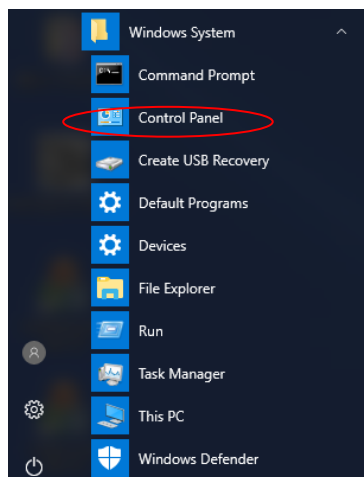 Windows System
Command Prompt
Control Panel
Create USB Recovery
Default Programs
Devices
File Explorer
Run
Task Manager
This PC
Windows Defender